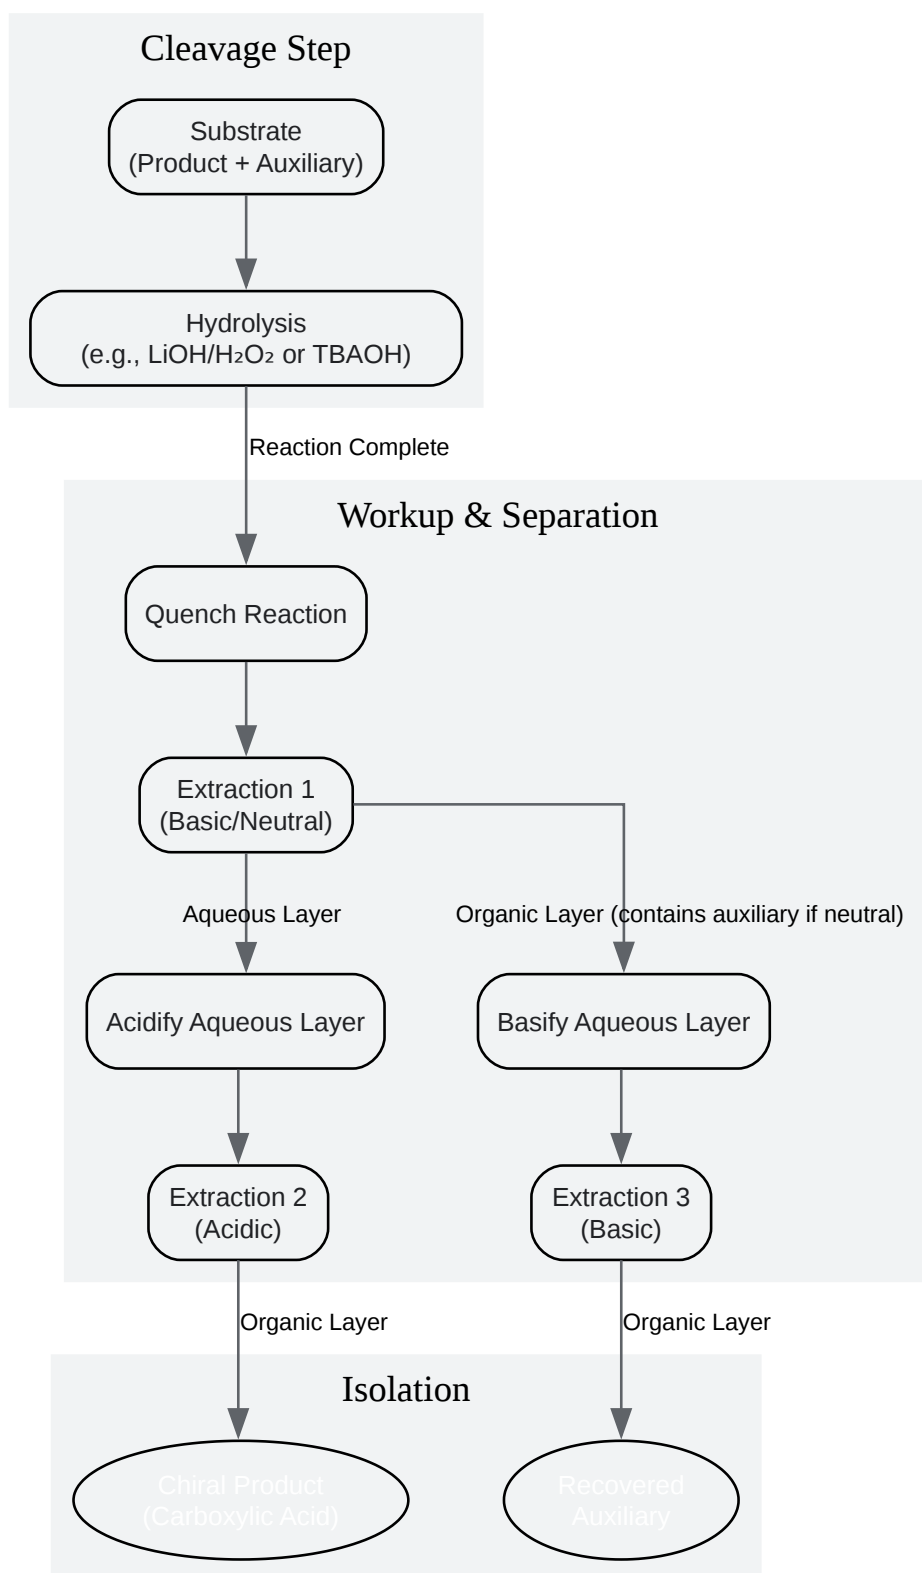 Cleavage Step
Substrate
(Product + Auxiliary)
Hydrolysis
(e.g., LiOH/H₂O₂ or TBAOH)
Reaction Complete
Workup & Separation
Quench Reaction
Extraction 1
(Basic/Neutral)
Aqueous Layer
Organic Layer (contains auxiliary if neutral)
Acidify Aqueous Layer
Basify Aqueous Layer
Extraction 2
(Acidic)
Extraction 3
(Basic)
Organic Layer
Organic Layer
Isolation
Chiral Product
(Carboxylic Acid)
Recovered
Auxiliary